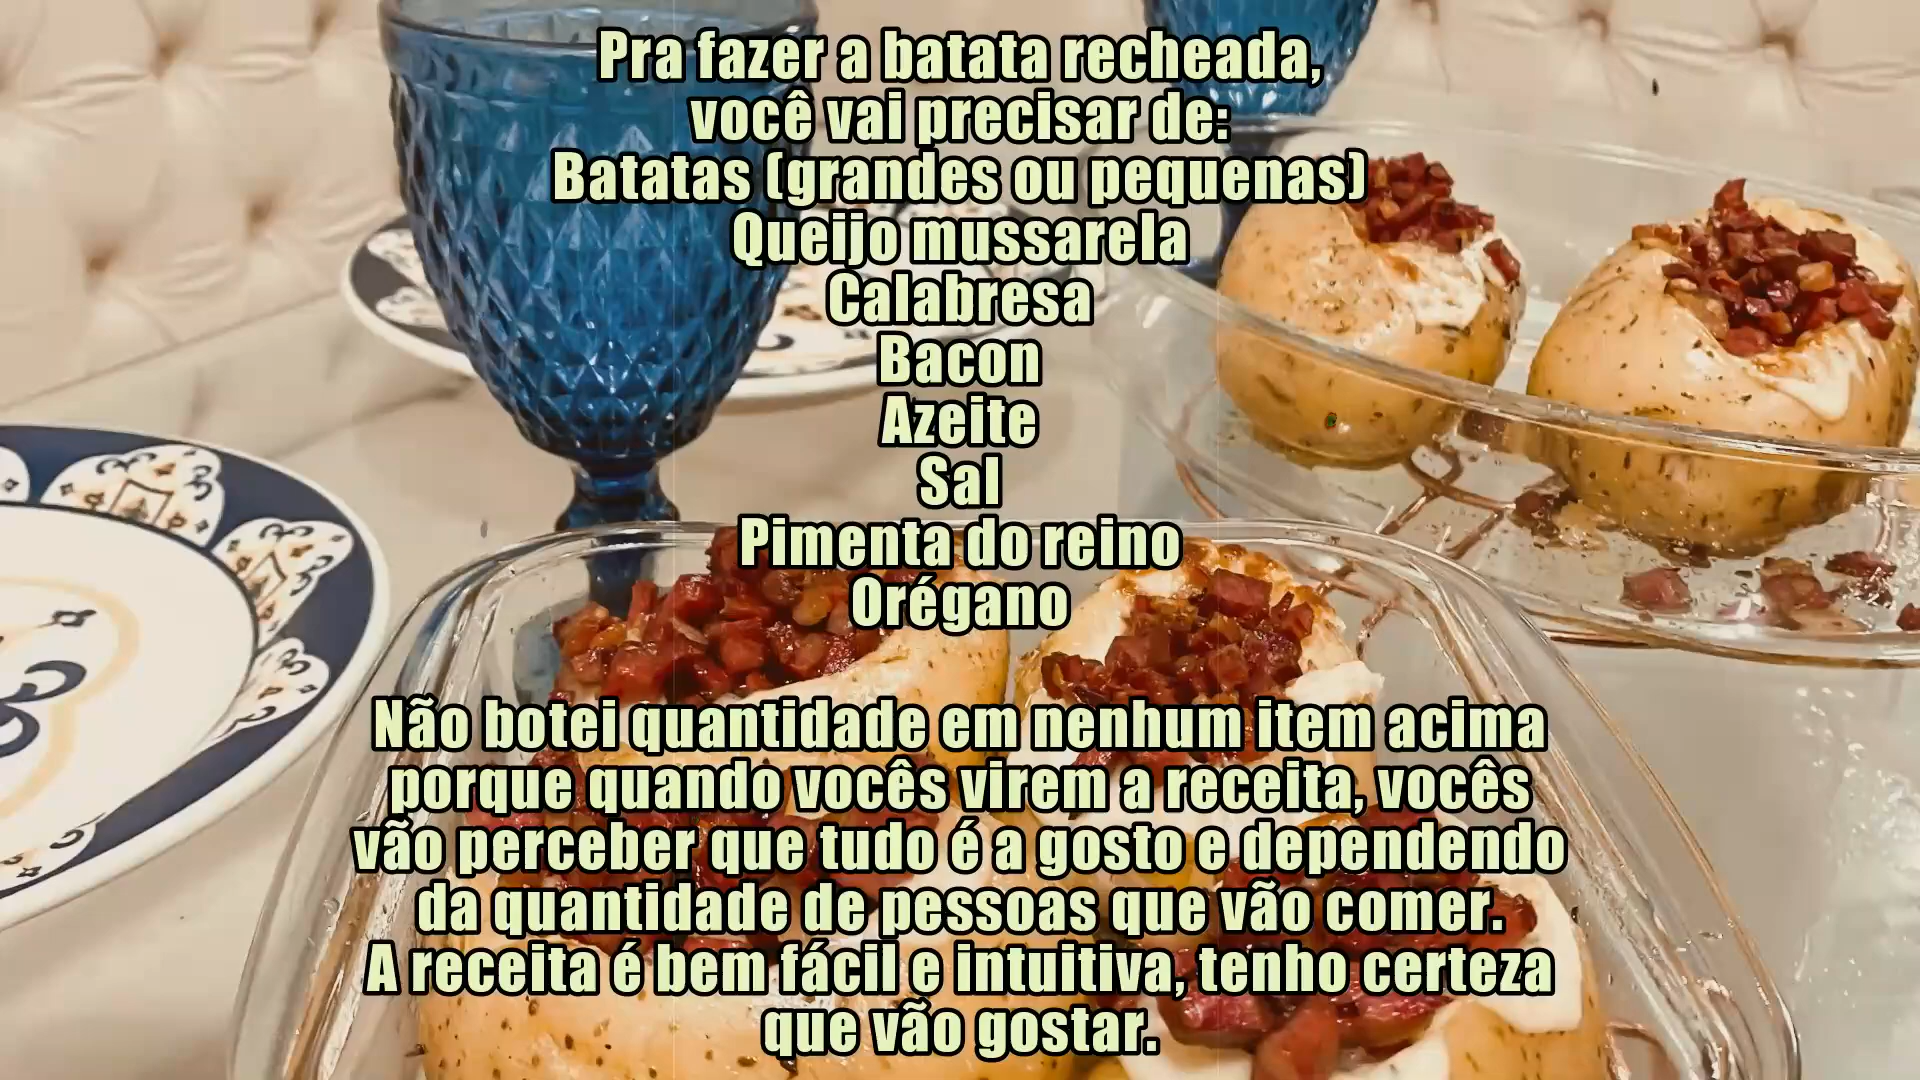 Pra fazer a batata recheada,
você vai precisar de:
Batatas (grandes ou pequenas)
Queijo mussarela
Calabresa
Bacon
Azeite
Sal
Pimenta do reino
Orégano
Não botei quantidade em nenhum item acima
porque quando vocês virem a receita, vocês
vão perceber que tudo é a gosto e dependendo
da quantidade de pessoas que vão comer.
A receita é bem fácil e intuitiva, tenho certeza
que vão gostar.